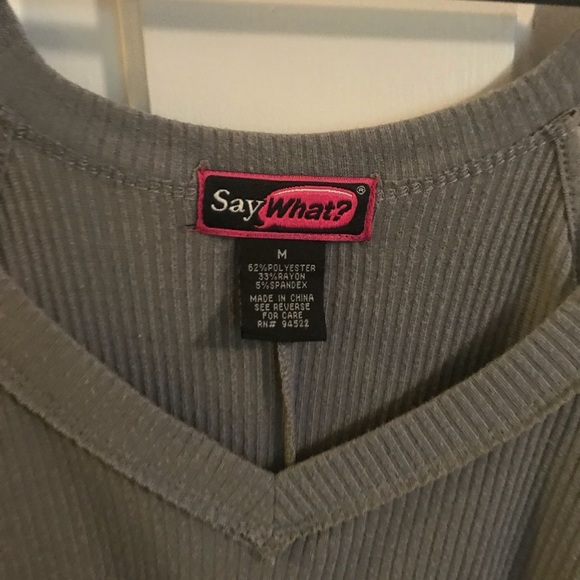 Say What? ®
M
62%POLYESTER
33%RAYON
5%SPANDEX
MADE IN CHINA
SEE REVERSE
FOR CARE
RN# 94522